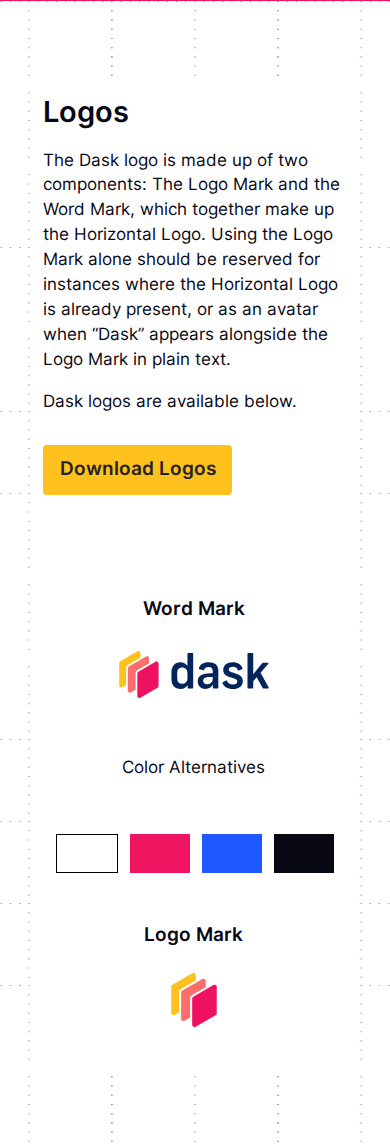 Logos
The Dask logo is made up of two
components: The Logo Mark and the
Word Mark, which together make up
the Horizontal Logo. Using the Logo
Mark alone should be reserved for
instances where the Horizontal Logo
is already present, or as an avatar
when “Dask” appears alongside the
Logo Mark in plain text.
Dask logos are available below.
Download Logos
Word Mark
dask
Color Alternatives
Logo Mark